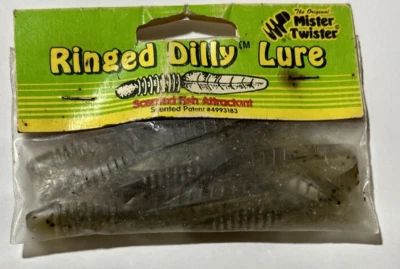 The Original
Mister
Twister®
Ringed Dilly™ Lure
Scented Fish Attractant
Scented Patent #4993183